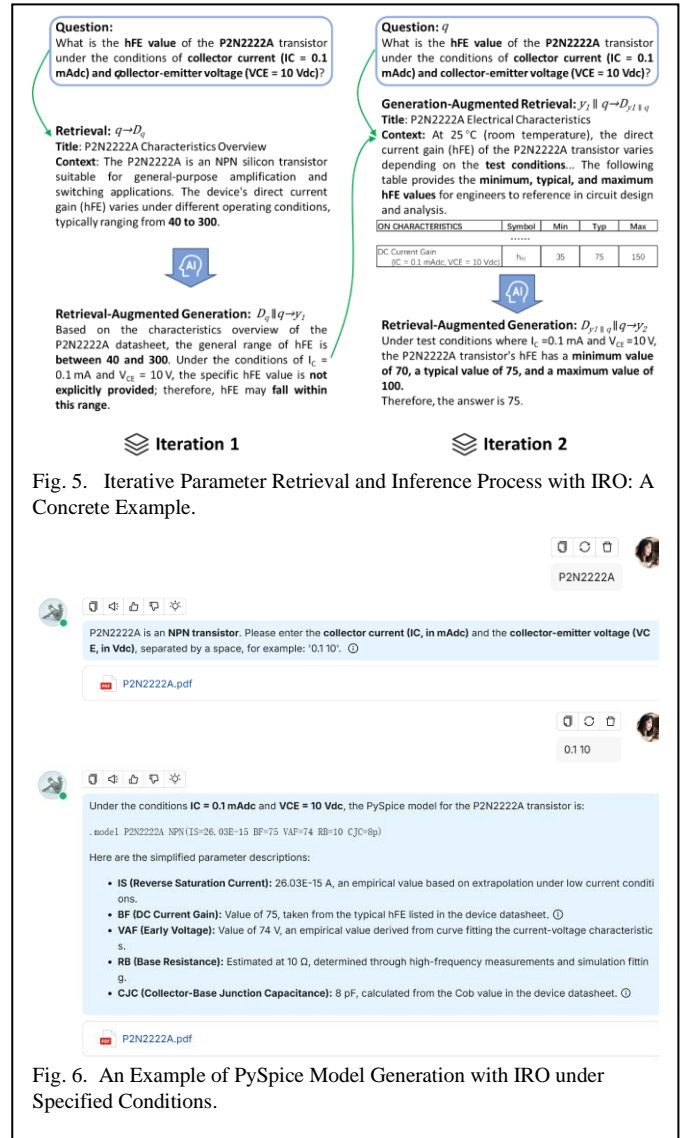 Question:
What is the hFE value of the P2N2222A transistor
under the conditions of collector current (IC = 0.1
mAdc) and collector-emitter voltage (VCE = 10 Vdc)?
Retrieval: q→D_q
Title: P2N2222A Characteristics Overview
Context: The P2N2222A is an NPN silicon transistor
suitable for general-purpose amplification and
switching applications. The device's direct current
gain (hFE) varies under different operating conditions,
typically ranging from 40 to 300.
AI
Retrieval-Augmented Generation: D_q∥q→y_1
Based on the characteristics overview of the
P2N2222A datasheet, the general range of hFE is
between 40 and 300. Under the conditions of I_C =
0.1 mA and V_CE = 10 V, the specific hFE value is not
explicitly provided; therefore, hFE may fall within
this range.
Iteration 1
Question: q
What is the hFE value of the P2N2222A transistor
under the conditions of collector current (IC = 0.1
mAdc) and collector-emitter voltage (VCE = 10 Vdc)?
Generation-Augmented Retrieval: y_1 ∥ q→D_y1 ∥ q
Title: P2N2222A Electrical Characteristics
Context: At 25 °C (room temperature), the direct
current gain (hFE) of the P2N2222A transistor varies
depending on the test conditions... The following
table provides the minimum, typical, and maximum
hFE values for engineers to reference in circuit design
and analysis.
ON CHARACTERISTICS Symbol Min Typ Max
......
DC Current Gain
(IC = 0.1 mAdc, VCE = 10 Vdc) h_FE 35 75 150
AI
Retrieval-Augmented Generation: D_y1 ∥ q∥q→y_2
Under test conditions where I_C =0.1 mA and V_CE =10 V,
the P2N2222A transistor's hFE has a minimum value
of 70, a typical value of 75, and a maximum value of
100.
Therefore, the answer is 75.
Iteration 2
Fig. 5. Iterative Parameter Retrieval and Inference Process with IRO: A
Concrete Example.
P2N2222A
P2N2222A is an NPN transistor. Please enter the collector current (IC, in mAdc) and the collector-emitter voltage (VC
E, in Vdc), separated by a space, for example: '0.1 10'.
PDF P2N2222A.pdf
0.1 10
Under the conditions IC = 0.1 mAdc and VCE = 10 Vdc, the PySpice model for the P2N2222A transistor is:
.model P2N2222A NPN(IS=26.03E-15 BF=75 VAF=74 RB=10 CJC=8p)
Here are the simplified parameter descriptions:
• IS (Reverse Saturation Current): 26.03E-15 A, an empirical value based on extrapolation under low current conditi
ons.
• BF (DC Current Gain): Value of 75, taken from the typical hFE listed in the device datasheet.
• VAF (Early Voltage): Value of 74 V, an empirical value derived from curve fitting the current-voltage characteristic
s.
• RB (Base Resistance): Estimated at 10 Ω, determined through high-frequency measurements and simulation fittin
g.
• CJC (Collector-Base Junction Capacitance): 8 pF, calculated from the Cob value in the device datasheet.
PDF P2N2222A.pdf
Fig. 6. An Example of PySpice Model Generation with IRO under
Specified Conditions.